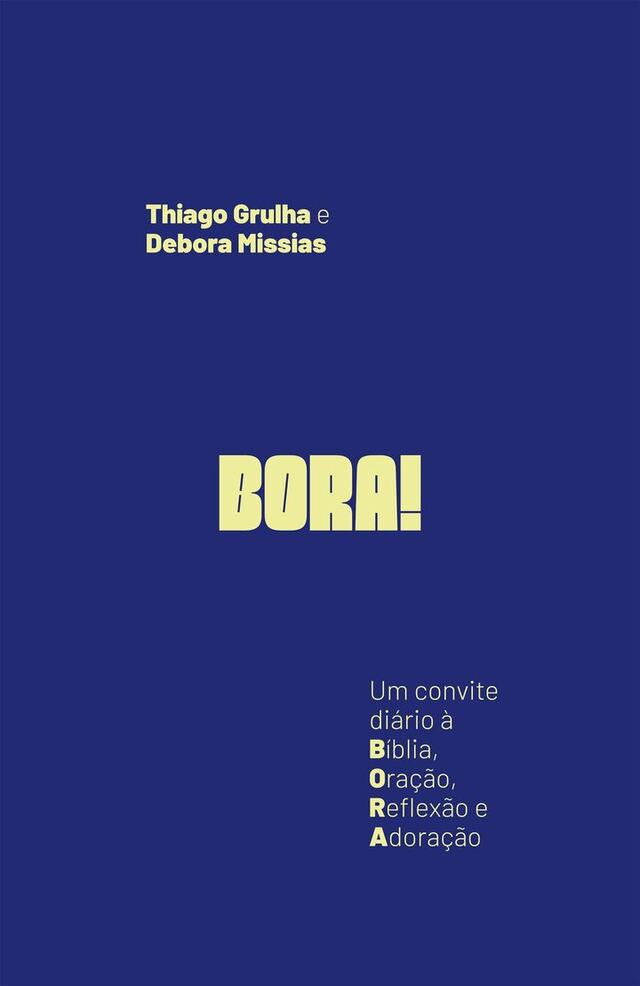 Thiago Grulha e
Debora Missias
BORA!
Um convite
diário à
Bíblia,
Oração,
Reflexão e
Adoração